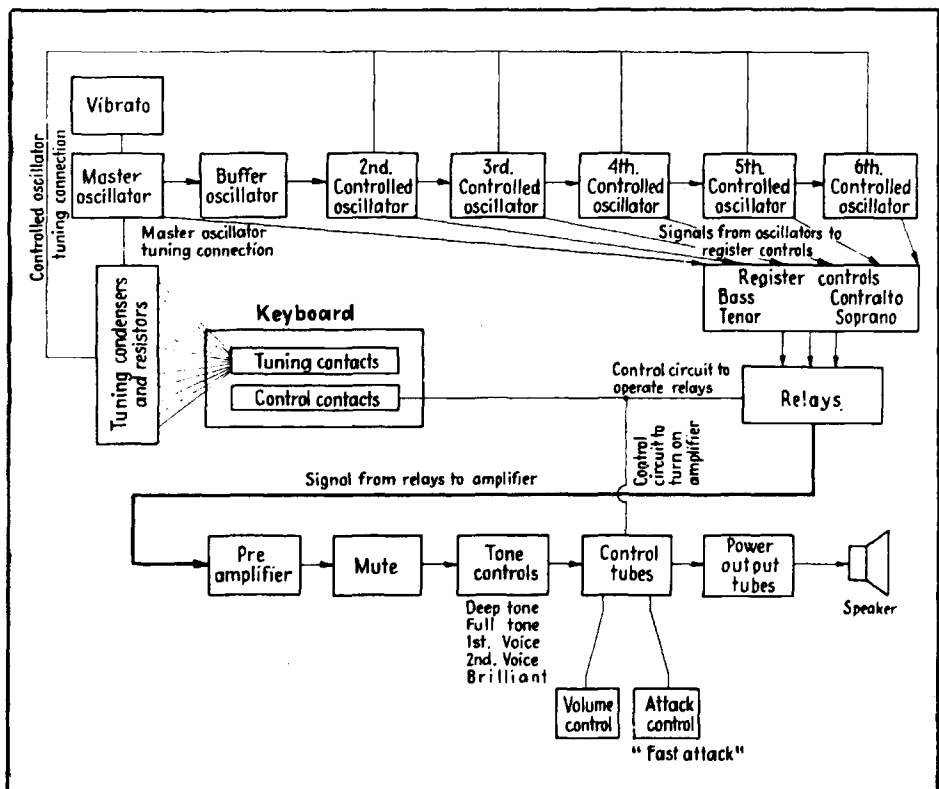 Vibrato
Controlled oscillator
tuning connection
Master
oscillator
Buffer
oscillator
2nd.
Controlled
oscillator
3rd.
Controlled
oscillator
4th.
Controlled
oscillator
5th.
Controlled
oscillator
6th.
Controlled
oscillator
Master oscillator
tuning connection
Signals from oscillators to
register controls
Register controls
Bass Contralto
Tenor Soprano
Tuning condensers
and resistors
Keyboard
Tuning contacts
Control contacts
Control circuit to
operate relays
Relays
Control
circuit to
turn on
amplifier
Signal from relays to amplifier
Pre
amplifier
Mute
Tone
controls
Control
tubes
Power
output
tubes
Speaker
Deep tone
Full tone
1st. Voice
2nd. Voice
Brilliant
Volume
control
Attack
control
"Fast attack"